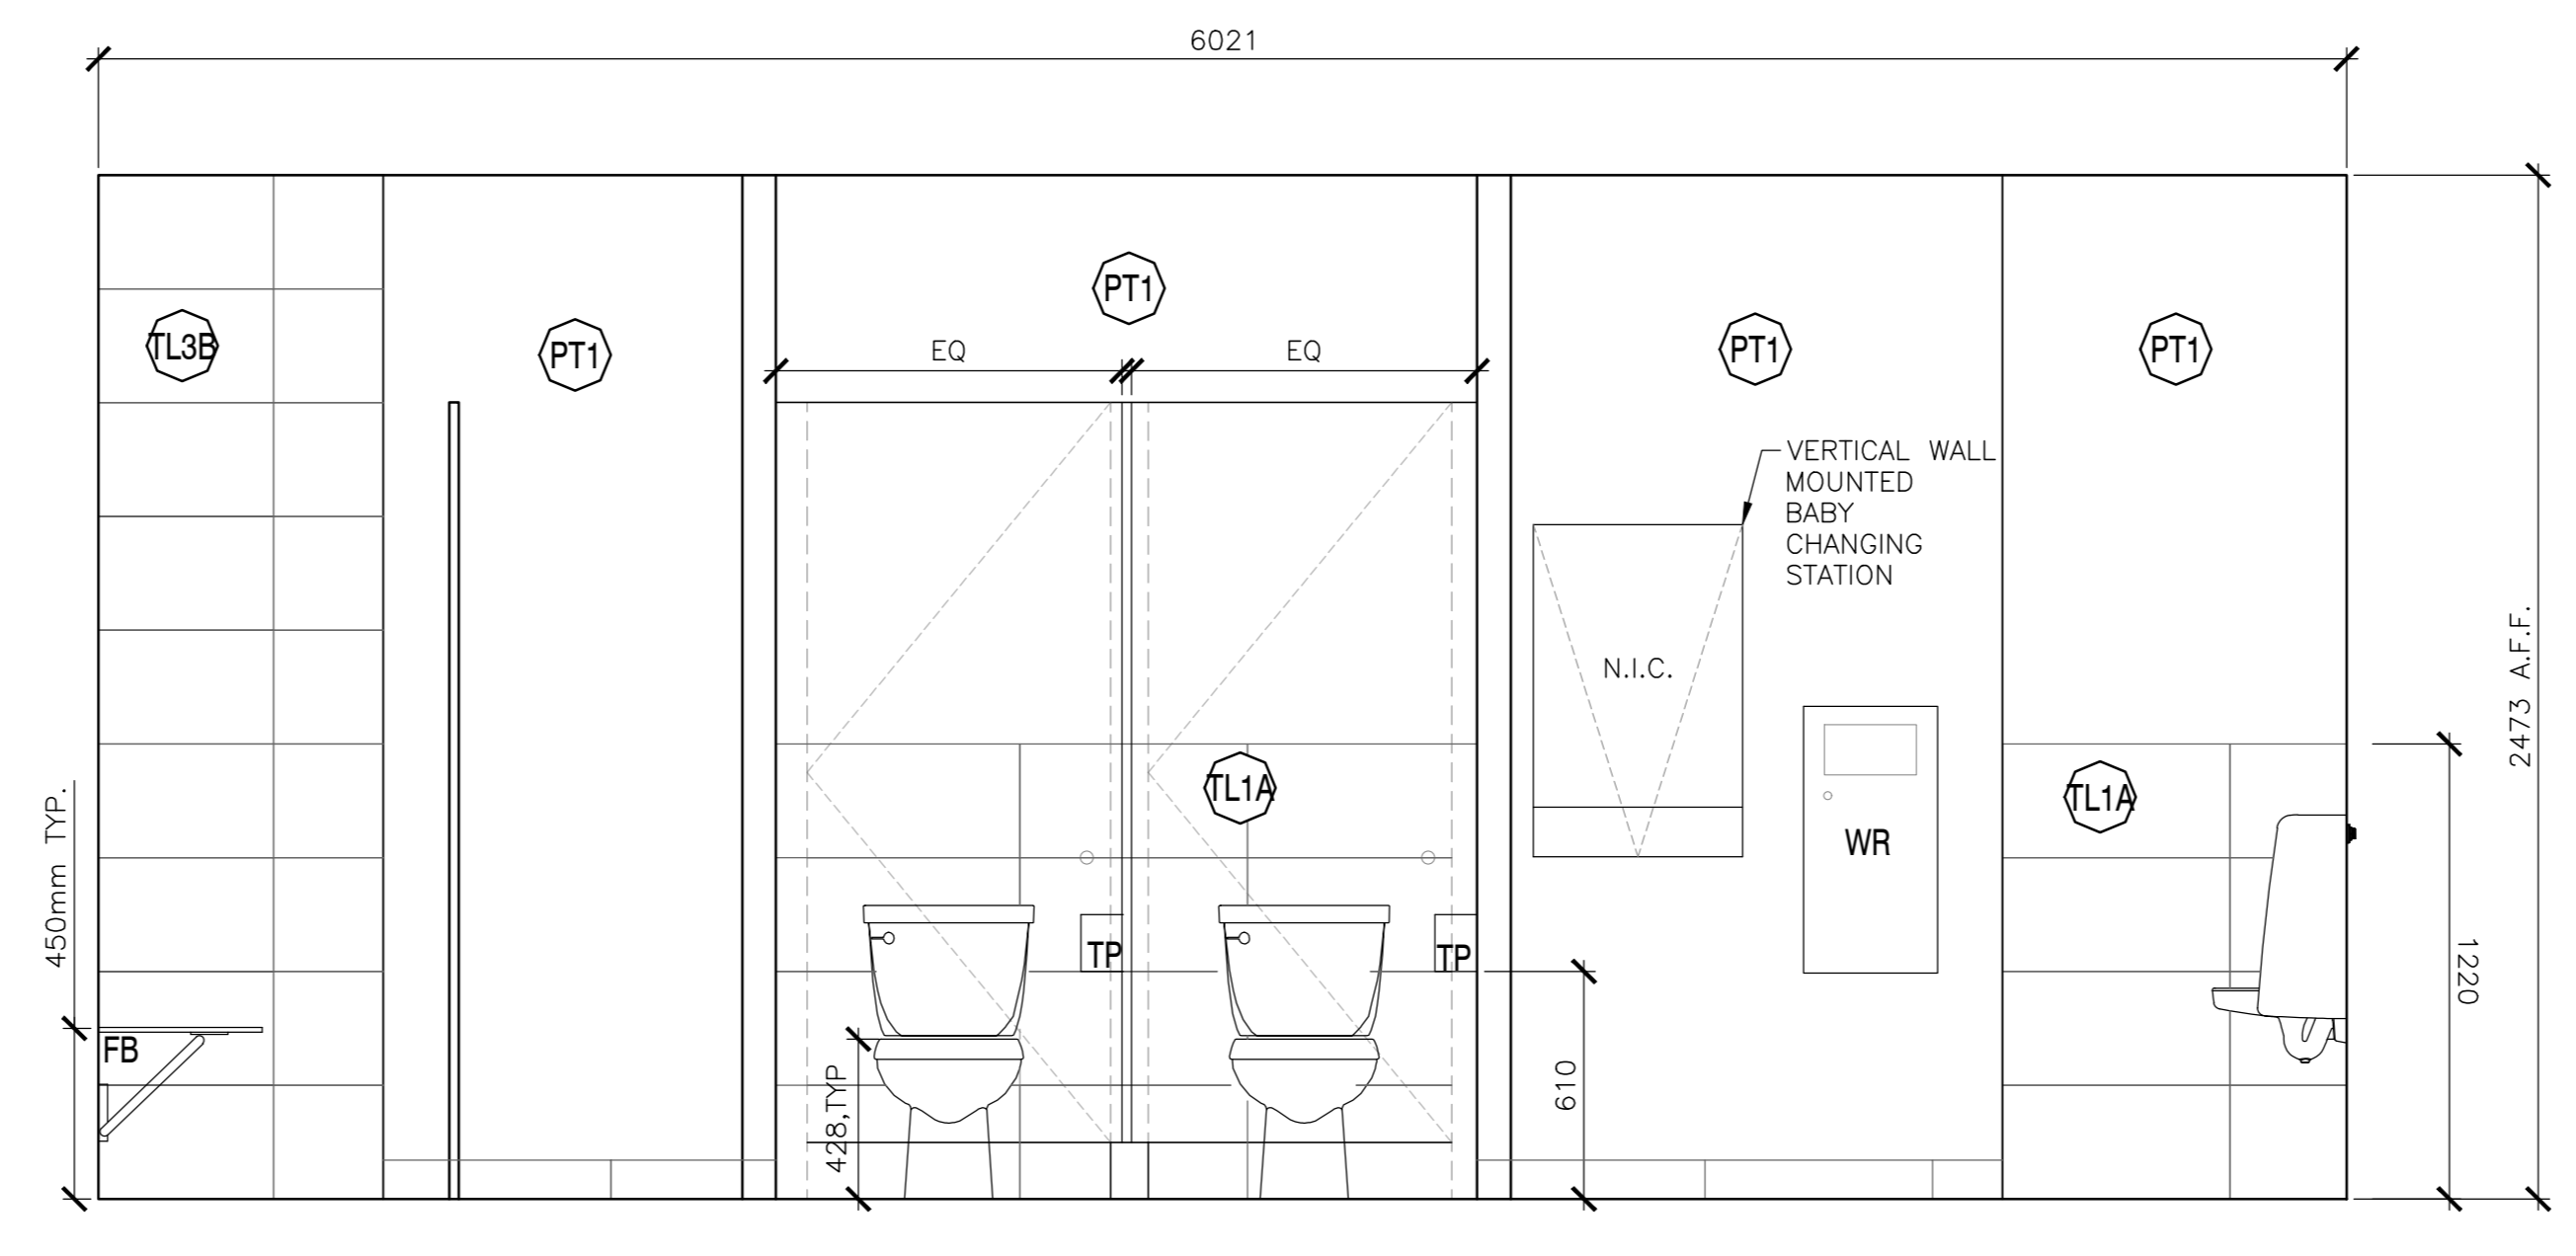 6021
PT1
TL3B
PT1
EQ
EQ
PT1
PT1
VERTICAL WALL
MOUNTED
BABY
CHANGING
STATION
N.I.C.
2473 A.F.F.
TL1A
TL1A
WR
450mm TYP.
TP
TP
1220
FB
428,TYP
610